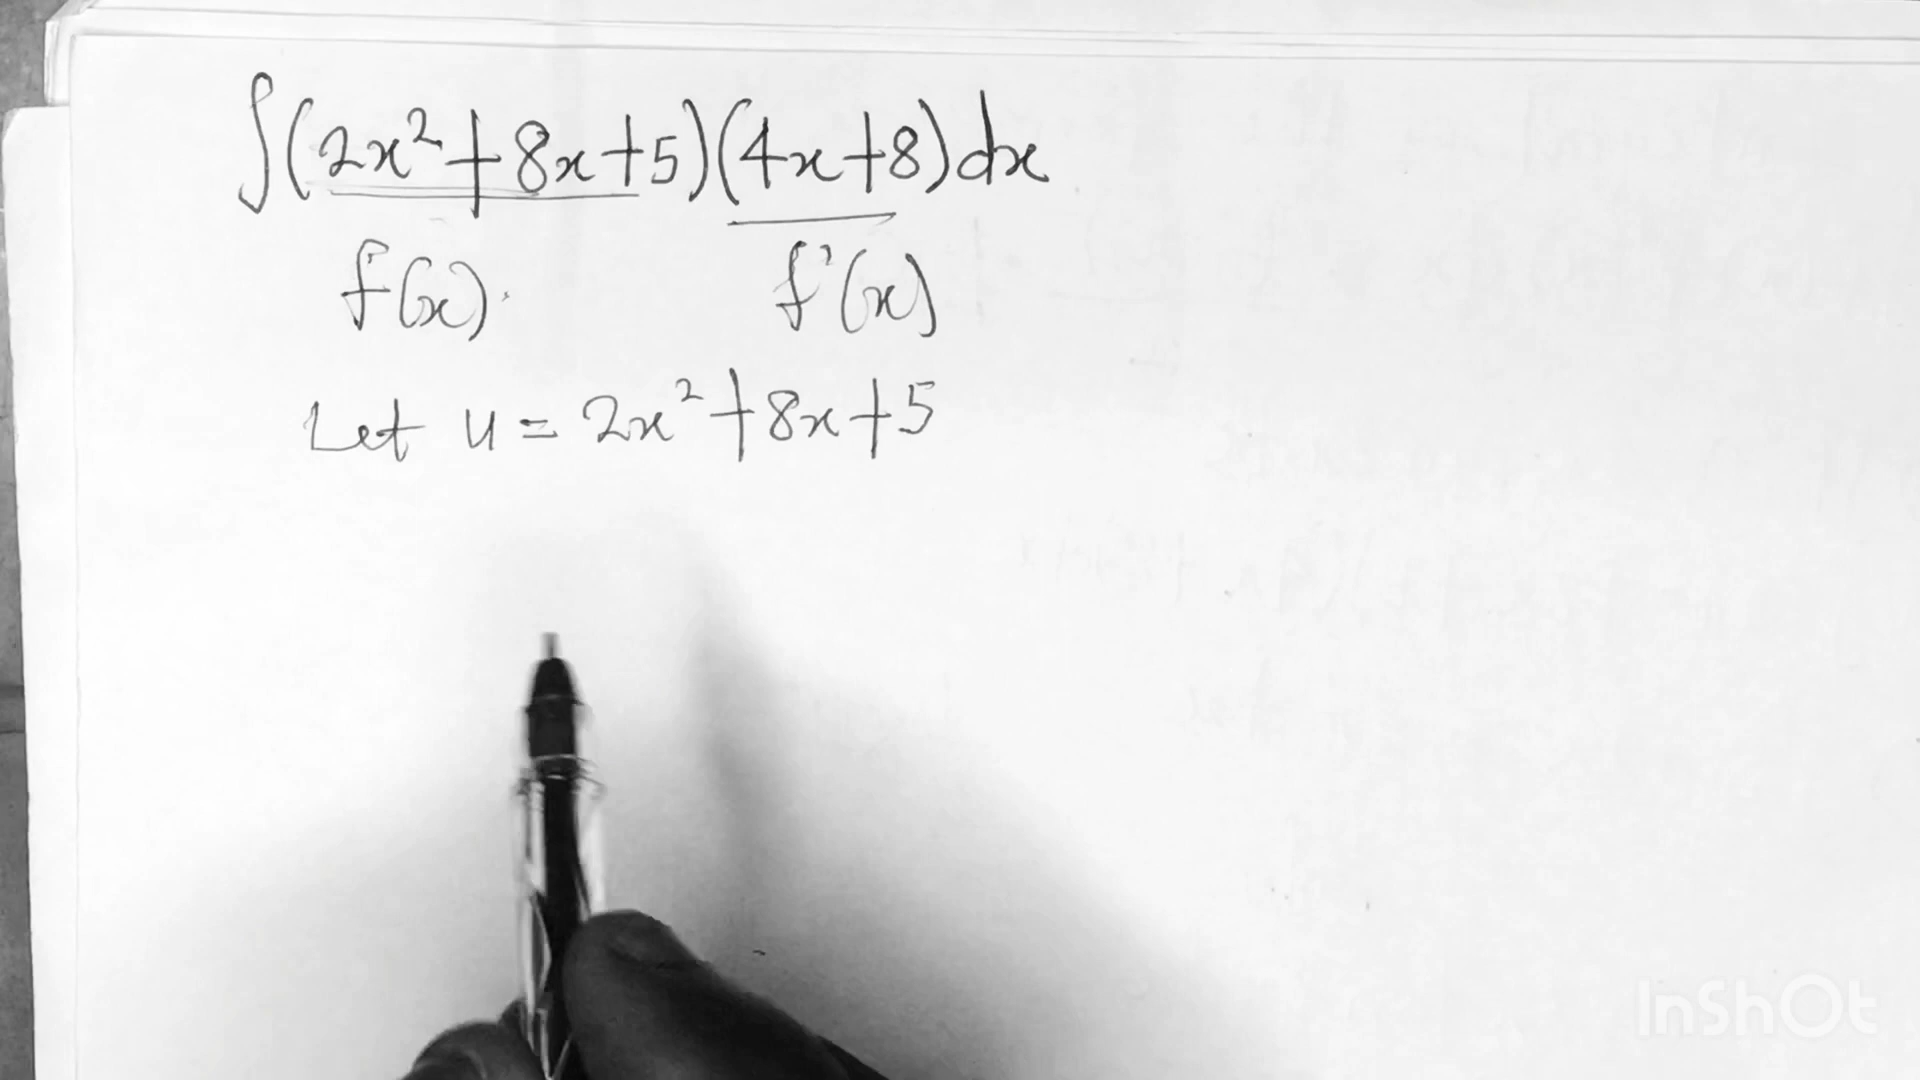 ∫(2x²+8x+5)(4x+8)dx
f(x). f'(x)
Let u = 2x²+8x+5
InShOt